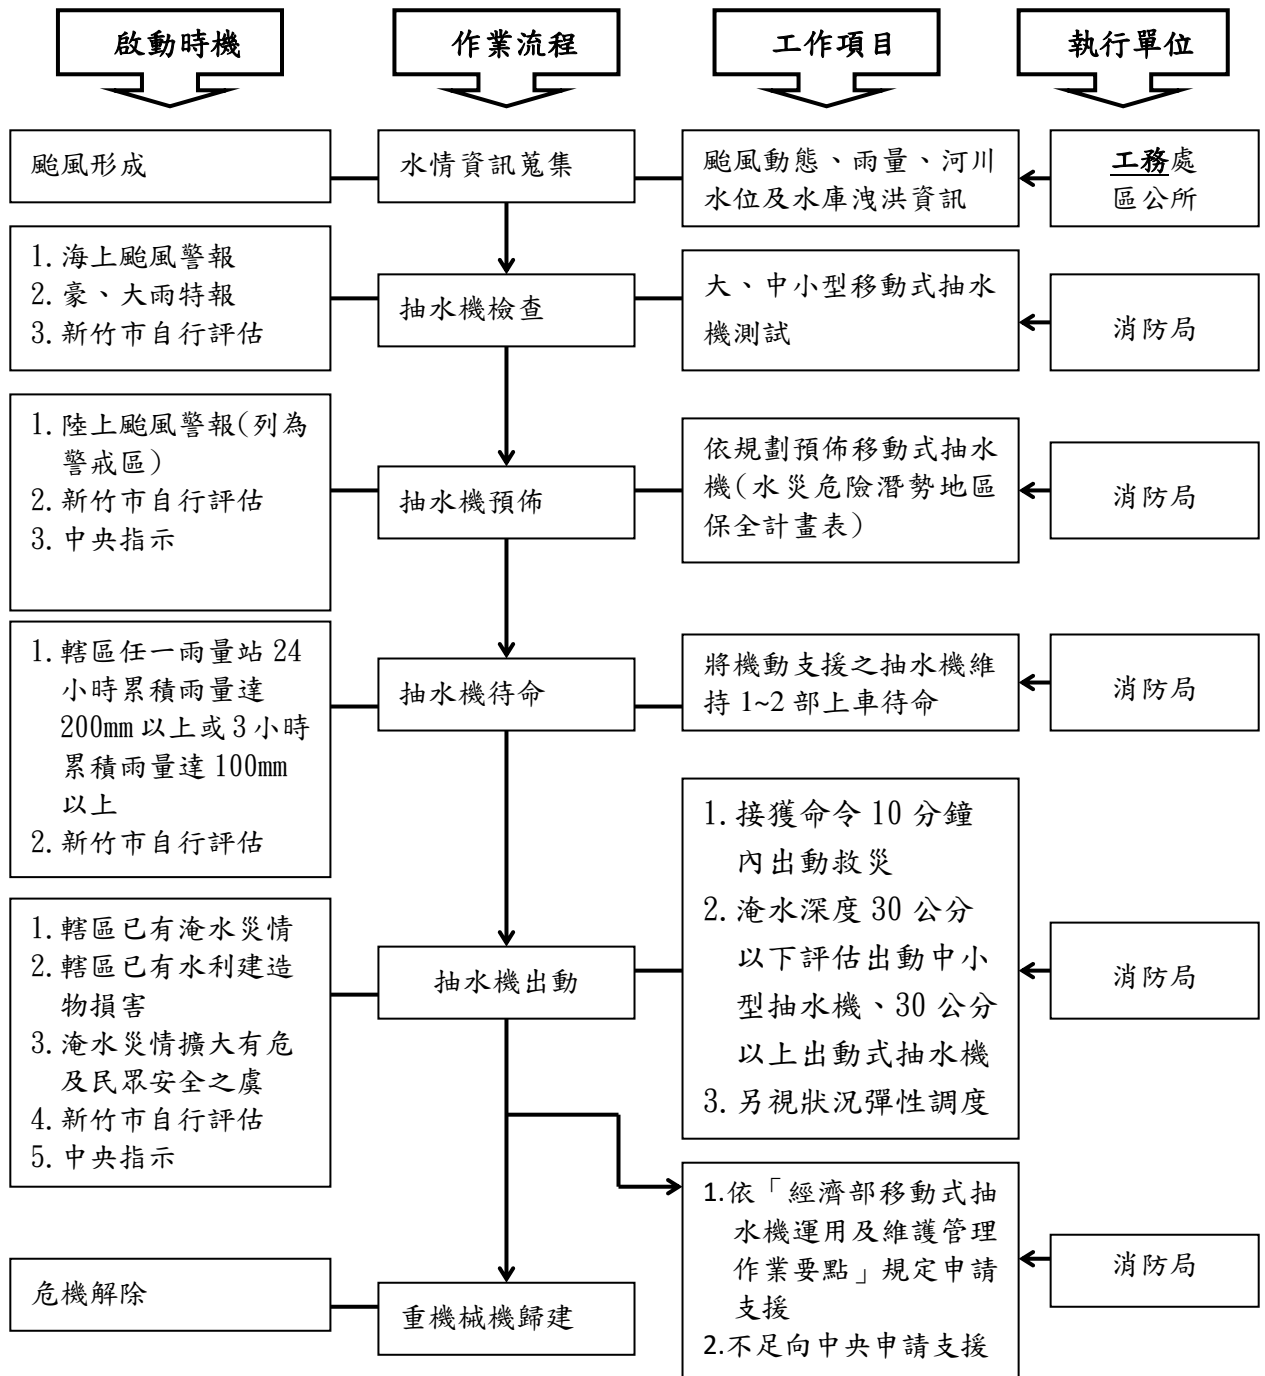 啟動時機
作業流程
工作項目
執行單位
颱風形成
水情資訊蒐集
颱風動態、雨量、河川
水位及水庫洩洪資訊
工務處
區公所
1.海上颱風警報
2.豪、大雨特報
3.新竹市自行評估
抽水機檢查
大、中小型移動式抽水
機測試
消防局
1.陸上颱風警報(列為
警戒區)
2.新竹市自行評估
3.中央指示
抽水機預佈
依規劃預佈移動式抽水
機(水災危險潛勢地區
保全計畫表)
消防局
1.轄區任一雨量站 24
小時累積雨量達
200mm 以上或 3 小時
累積雨量達 100mm
以上
2.新竹市自行評估
抽水機待命
將機動支援之抽水機維
持 1~2 部上車待命
消防局
1.轄區已有淹水災情
2.轄區已有水利建造
物損害
3.淹水災情擴大有危
及民眾安全之虞
4.新竹市自行評估
5.中央指示
抽水機出動
1.接獲命令 10 分鐘
內出動救災
2.淹水深度 30 公分
以下評估出動中小
型抽水機、30 公分
以上出動式抽水機
3.另視狀況彈性調度
消防局
危機解除
重機械機歸建
1.依「經濟部移動式抽
水機運用及維護管理
作業要點」規定申請
支援
2.不足向中央申請支援
消防局